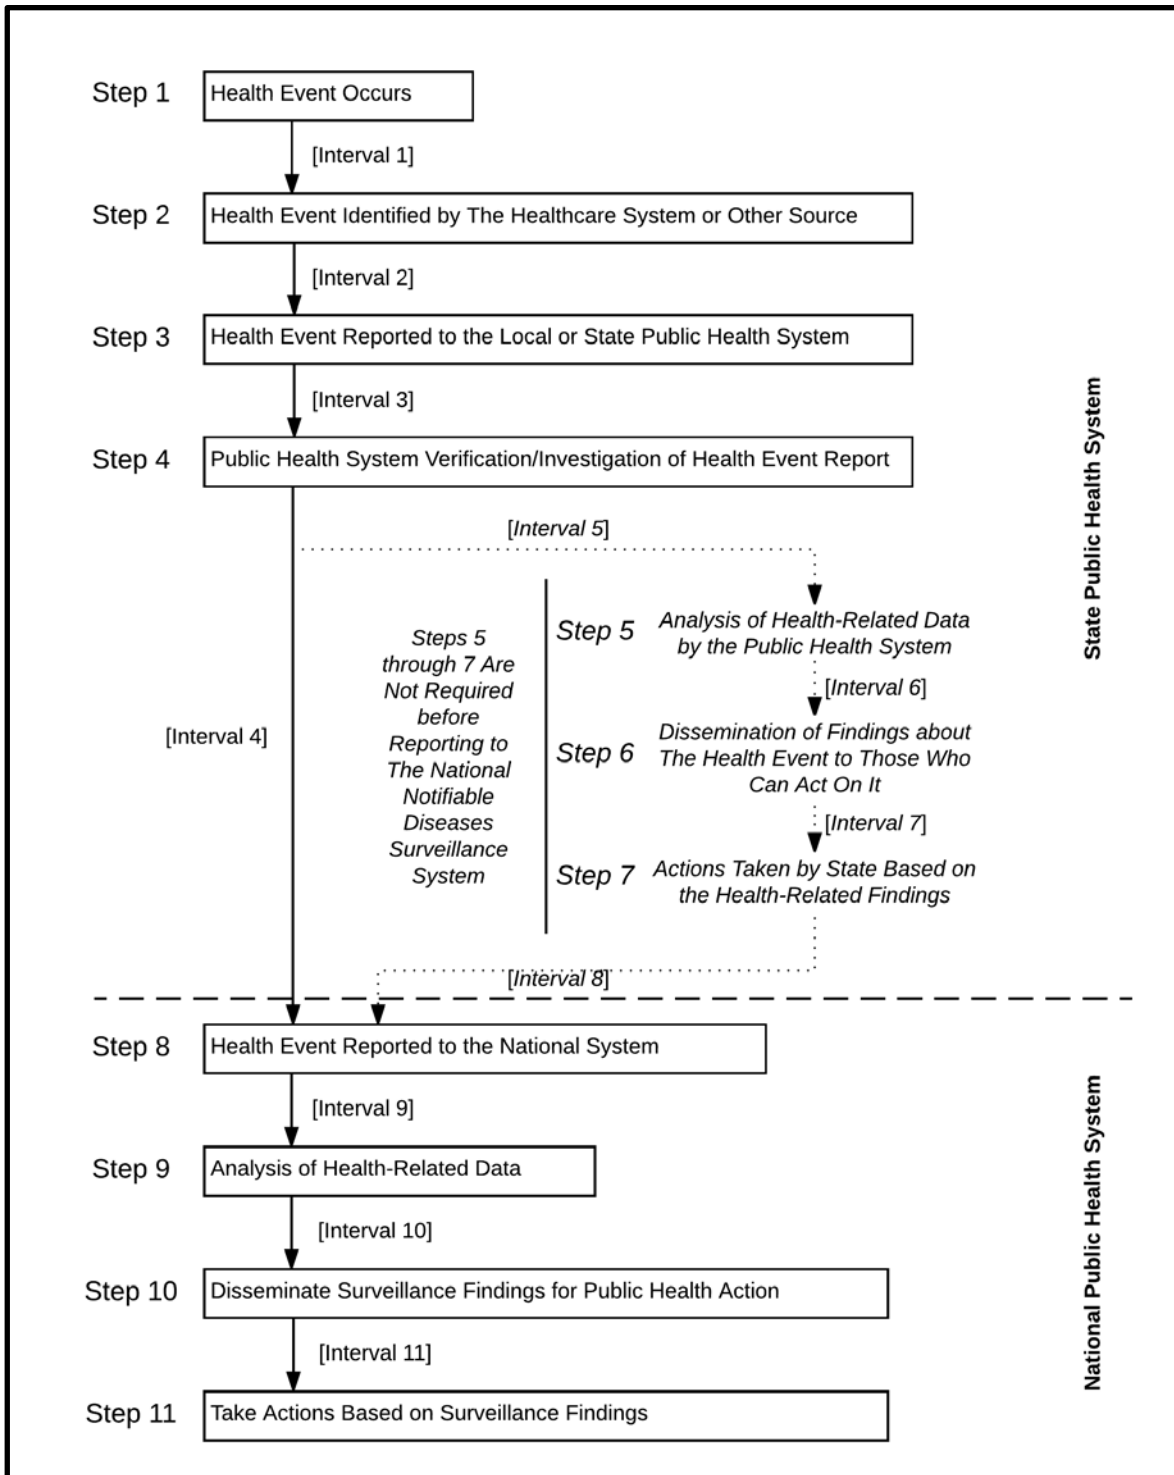 Step 1
Health Event Occurs
[Interval 1]
Step 2
Health Event Identified by The Healthcare System or Other Source
[Interval 2]
Step 3
Health Event Reported to the Local or State Public Health System
[Interval 3]
Step 4
Public Health System Verification/Investigation of Health Event Report
[Interval 4]
[Interval 5]
Steps 5
through 7 Are
Not Required
before
Reporting to
The National
Notifiable
Diseases
Surveillance
System
Step 5
Analysis of Health-Related Data
by the Public Health System
[Interval 6]
Step 6
Dissemination of Findings about
The Health Event to Those Who
Can Act On It
[Interval 7]
Step 7
Actions Taken by State Based on
the Health-Related Findings
[Interval 8]
State Public Health System
Step 8
Health Event Reported to the National System
[Interval 9]
Step 9
Analysis of Health-Related Data
[Interval 10]
Step 10
Disseminate Surveillance Findings for Public Health Action
[Interval 11]
Step 11
Take Actions Based on Surveillance Findings
National Public Health System